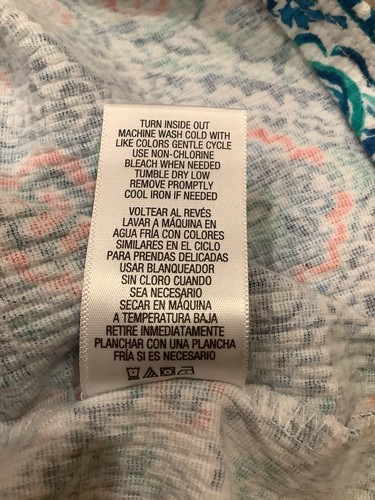 TURN INSIDE OUT
MACHINE WASH COLD WITH
LIKE COLORS GENTLE CYCLE
USE NON-CHLORINE
BLEACH WHEN NEEDED
TUMBLE DRY LOW
REMOVE PROMPTLY
COOL IRON IF NEEDED
VOLTEAR AL REVÉS
LAVAR A MÁQUINA EN
AGUA FRÍA CON COLORES
SIMILARES EN EL CICLO
PARA PRENDAS DELICADAS
USAR BLANQUEADOR
SIN CLORO CUANDO
SEA NECESARIO
SECAR EN MÁQUINA
A TEMPERATURA BAJA
RETIRE INMEDIATAMENTE
PLANCHAR CON UNA PLANCHA
FRÍA SI ES NECESARIO